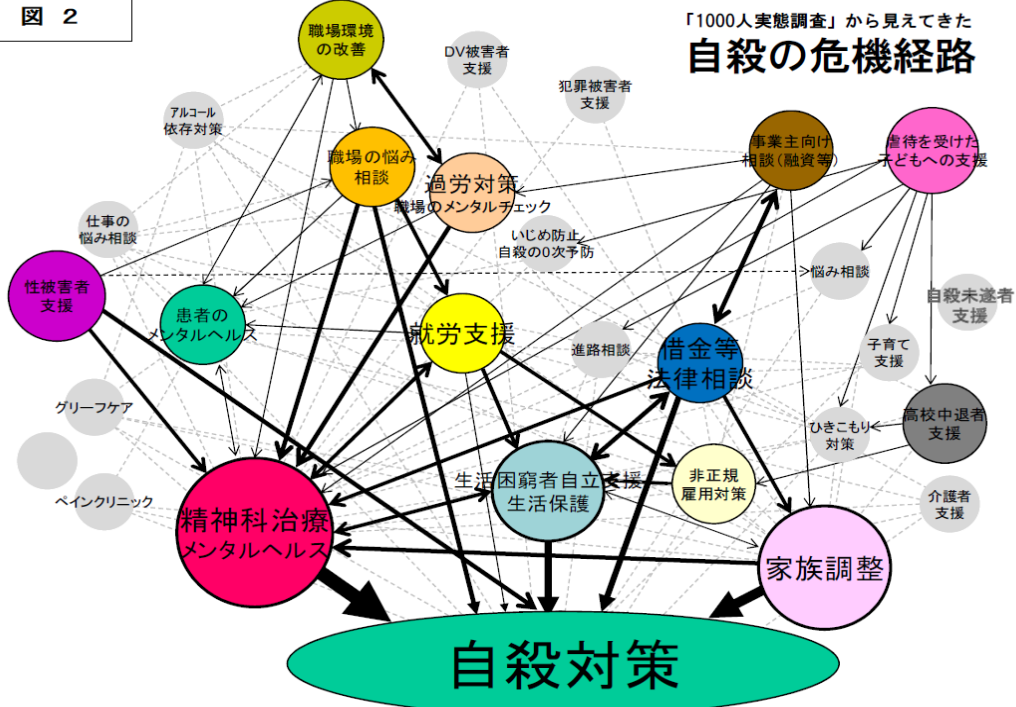 図 2
「1000人実態調査」から見えてきた
自殺の危機経路
職場環境
の改善
DV被害者
支援
犯罪被害者
支援
アルコール
依存対策
職場の悩み
相談
過労対策
職場のメンタルチェック
事業主向け
相談(融資等)
虐待を受けた
子どもへの支援
仕事の
悩み相談
いじめ防止
自殺の0次予防
悩み相談
性被害者
支援
患者の
メンタルヘルス
就労支援
進路相談
借金等
法律相談
自殺未遂者
支援
子育て
支援
グリーフケア
ひきこもり
対策
高校中退者
支援
ペインクリニック
生活困窮者自立支援
生活保護
非正規
雇用対策
介護者
支援
精神科治療
メンタルヘルス
家族調整
自殺対策